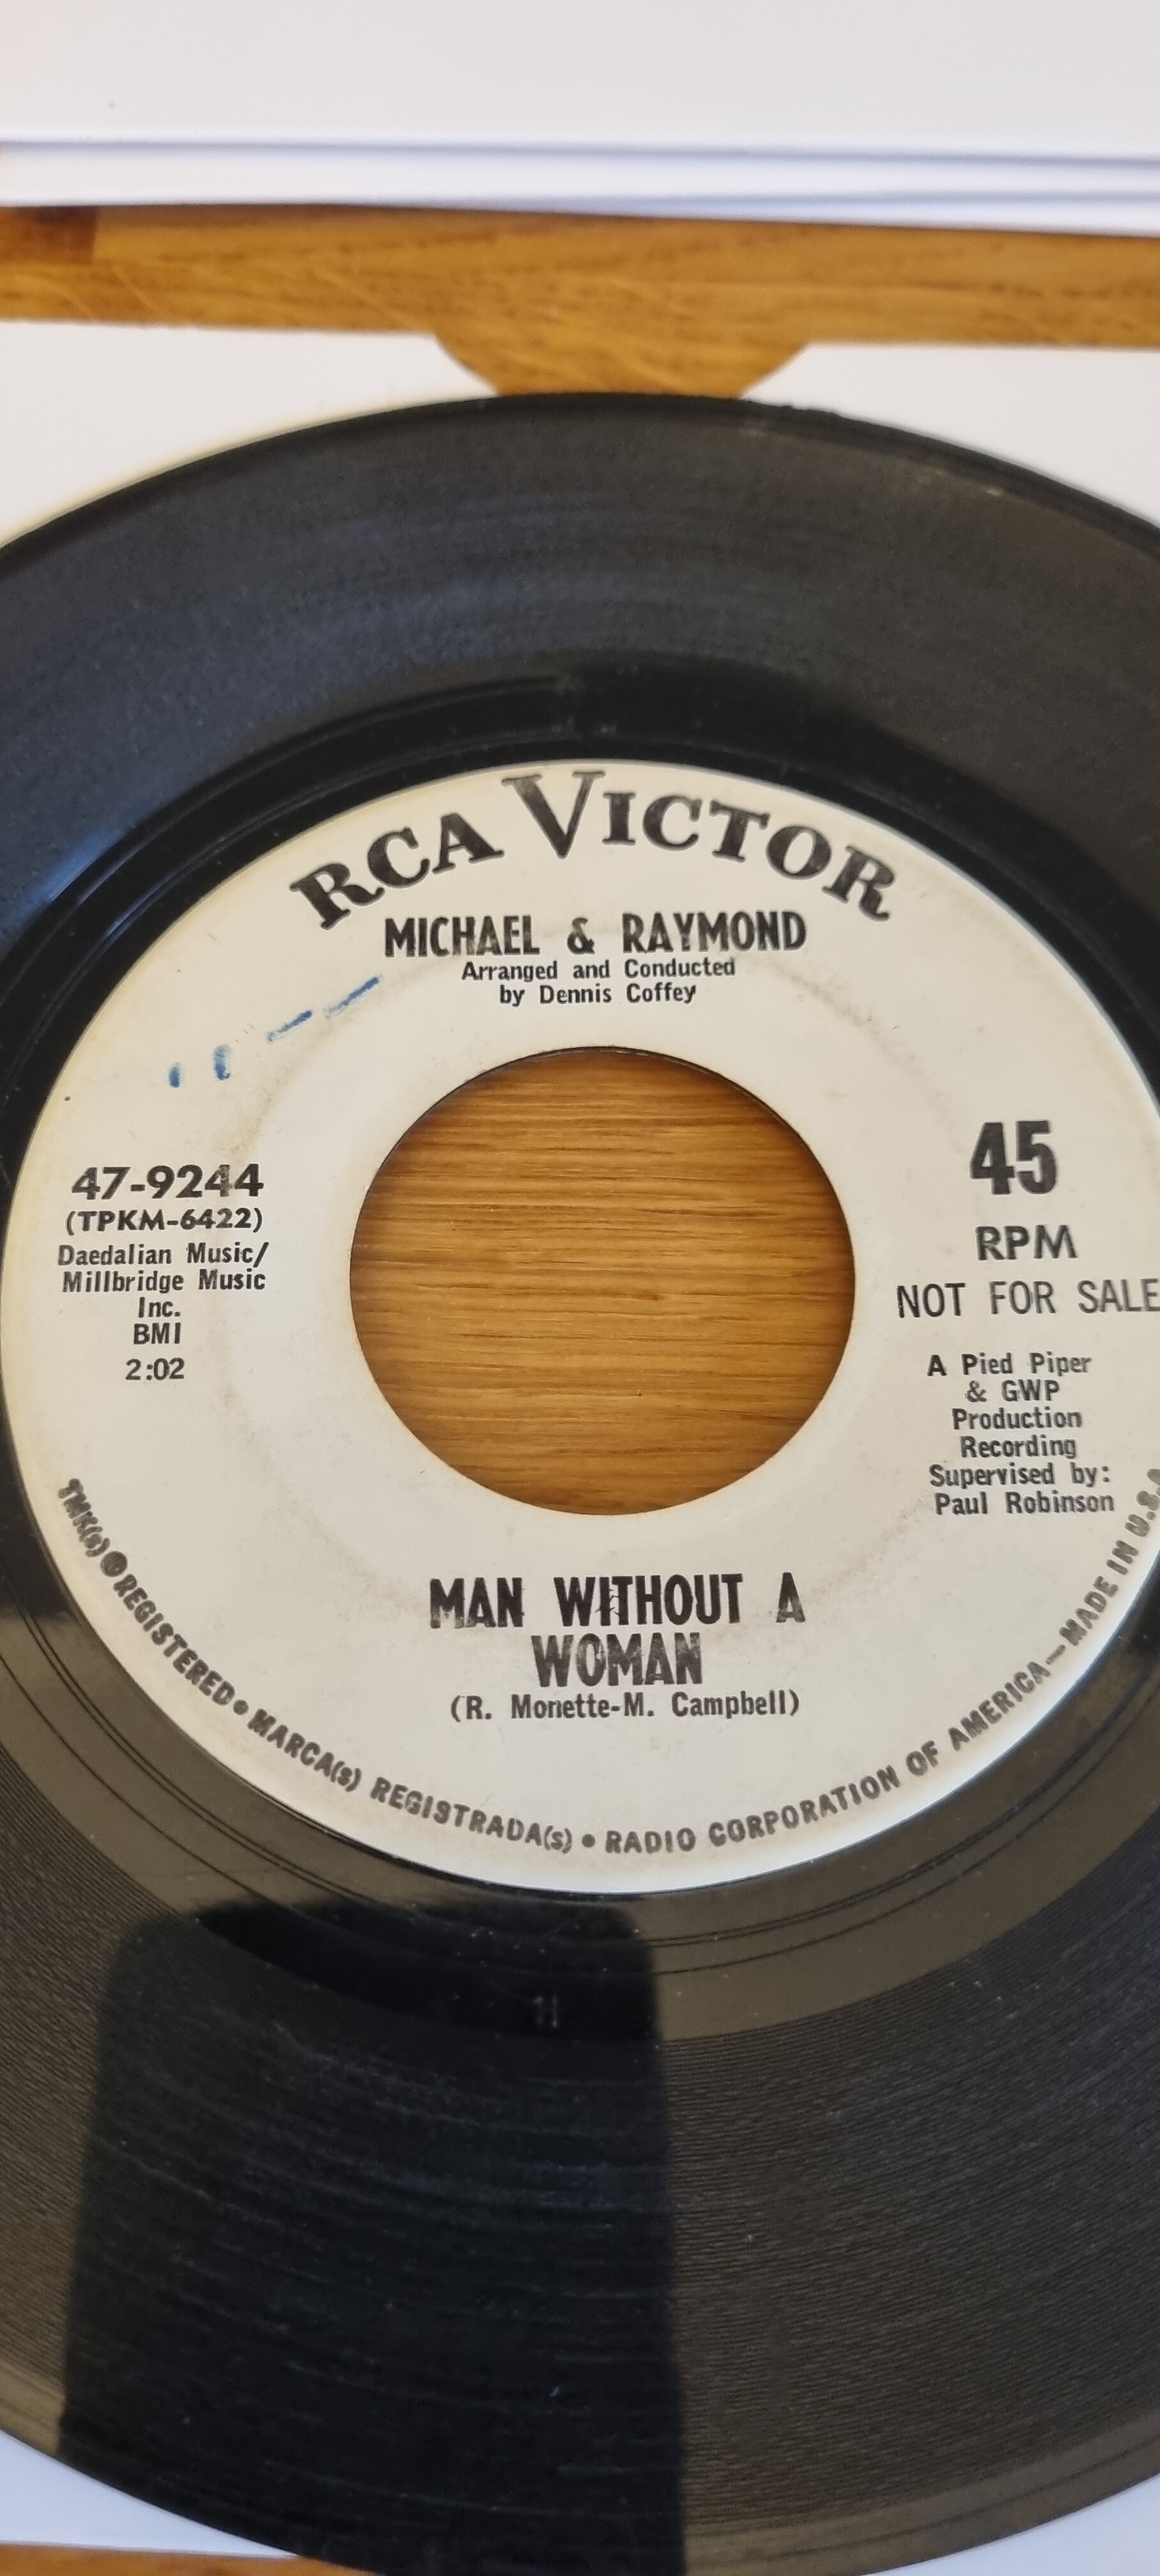 RCA VICTOR
MICHAEL & RAYMOND
Arranged and Conducted
by Dennis Coffey
47-9244
(TPKM-6422)
Daedalian Music/
Millbridge Music
Inc.
BMI
2:02
45
RPM
NOT FOR SALE
A Pied Piper
& GWP
Production
Recording
Supervised by:
Paul Robinson
MAN WITHOUT A
WOMAN
(R. Monette-M. Campbell)
TMK(s) ® REGISTERED • MARCA(s) REGISTRADA(s) • RADIO CORPORATION OF AMERICA — MADE IN U.S.A